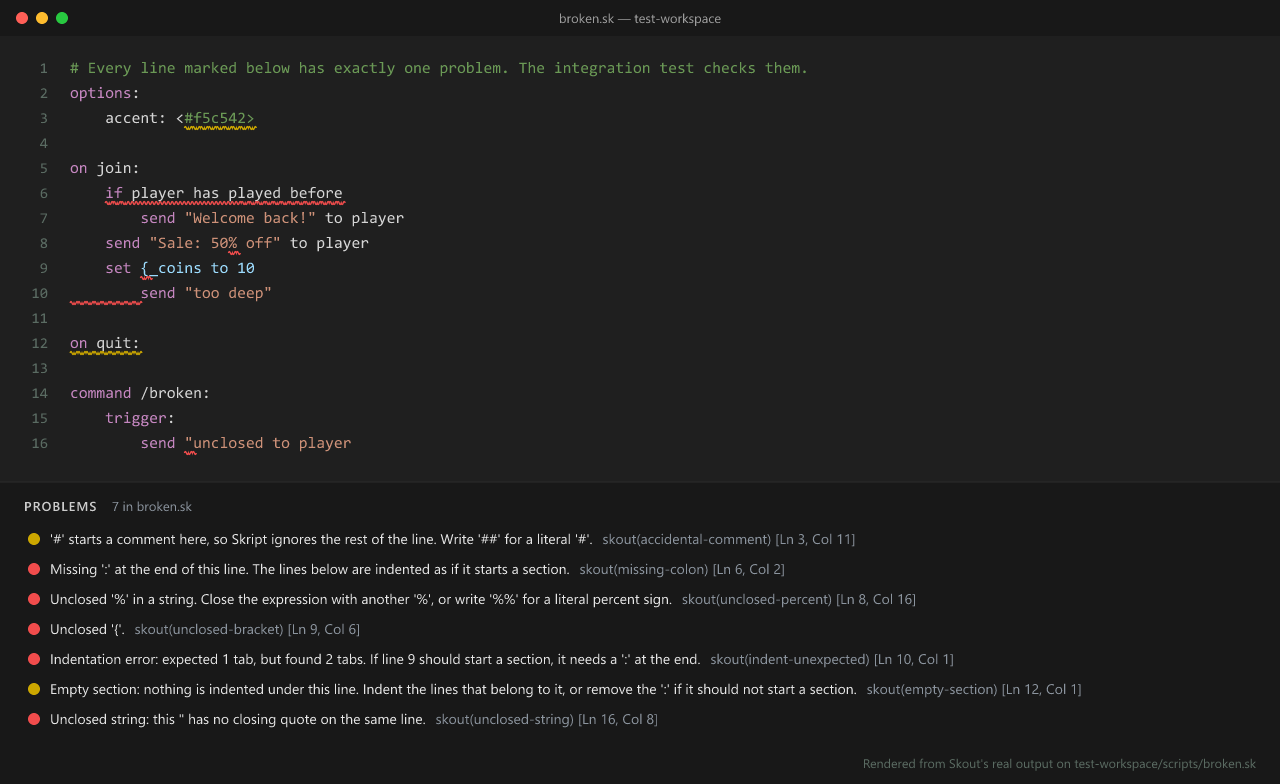 broken.sk — test-workspace
1 # Every line marked below has exactly one problem. The integration test checks them.
2 options:
3     accent: <#f5c542>
4
5 on join:
6     if player has played before
7         send "Welcome back!" to player
8     send "Sale: 50% off" to player
9     set {_coins to 10
10         send "too deep"
11
12 on quit:
13
14 command /broken:
15     trigger:
16         send "unclosed to player
PROBLEMS 7 in broken.sk
'#' starts a comment here, so Skript ignores the rest of the line. Write '##' for a literal '#'. skout(accidental-comment) [Ln 3, Col 11]
Missing ':' at the end of this line. The lines below are indented as if it starts a section. skout(missing-colon) [Ln 6, Col 2]
Unclosed '%' in a string. Close the expression with another '%', or write '%%' for a literal percent sign. skout(unclosed-percent) [Ln 8, Col 16]
Unclosed '{'. skout(unclosed-bracket) [Ln 9, Col 6]
Indentation error: expected 1 tab, but found 2 tabs. If line 9 should start a section, it needs a ':' at the end. skout(indent-unexpected) [Ln 10, Col 1]
Empty section: nothing is indented under this line. Indent the lines that belong to it, or remove the ':' if it should not start a section. skout(empty-section) [Ln 12, Col 1]
Unclosed string: this " has no closing quote on the same line. skout(unclosed-string) [Ln 16, Col 8]
Rendered from Skout's real output on test-workspace/scripts/broken.sk